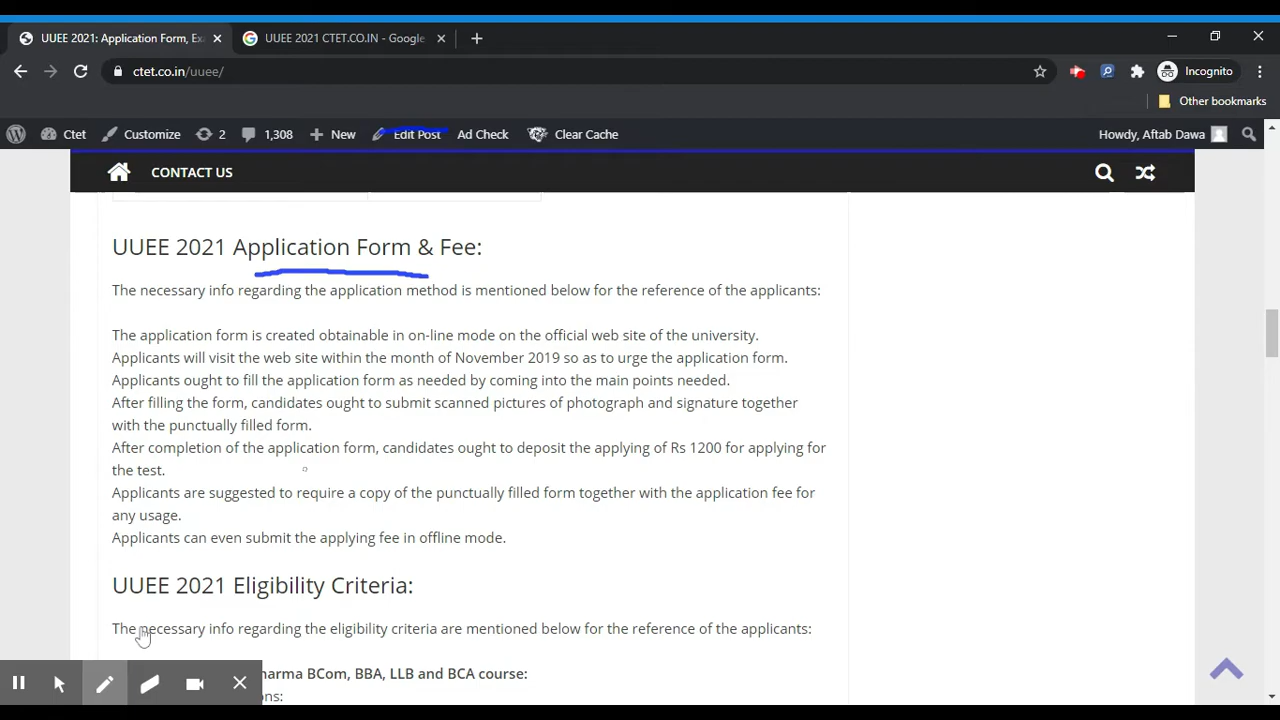 UUEE 2021: Application Form, Ex
UUEE 2021 CTET.CO.IN - Google
ctet.co.in/uuee/
Incognito
Other bookmarks
Ctet Customize 2 1,308 New Edit Post Ad Check Clear Cache Howdy, Aftab Dawa
CONTACT US
UUEE 2021 Application Form & Fee:
The necessary info regarding the application method is mentioned below for the reference of the applicants:
The application form is created obtainable in on-line mode on the official web site of the university.
Applicants will visit the web site within the month of November 2019 so as to urge the application form.
Applicants ought to fill the application form as needed by coming into the main points needed.
After filling the form, candidates ought to submit scanned pictures of photograph and signature together
with the punctually filled form.
After completion of the application form, candidates ought to deposit the applying of Rs 1200 for applying for
the test.
Applicants are suggested to require a copy of the punctually filled form together with the application fee for
any usage.
Applicants can even submit the applying fee in offline mode.
UUEE 2021 Eligibility Criteria:
The necessary info regarding the eligibility criteria are mentioned below for the reference of the applicants:
harma BCom, BBA, LLB and BCA course:
ons: